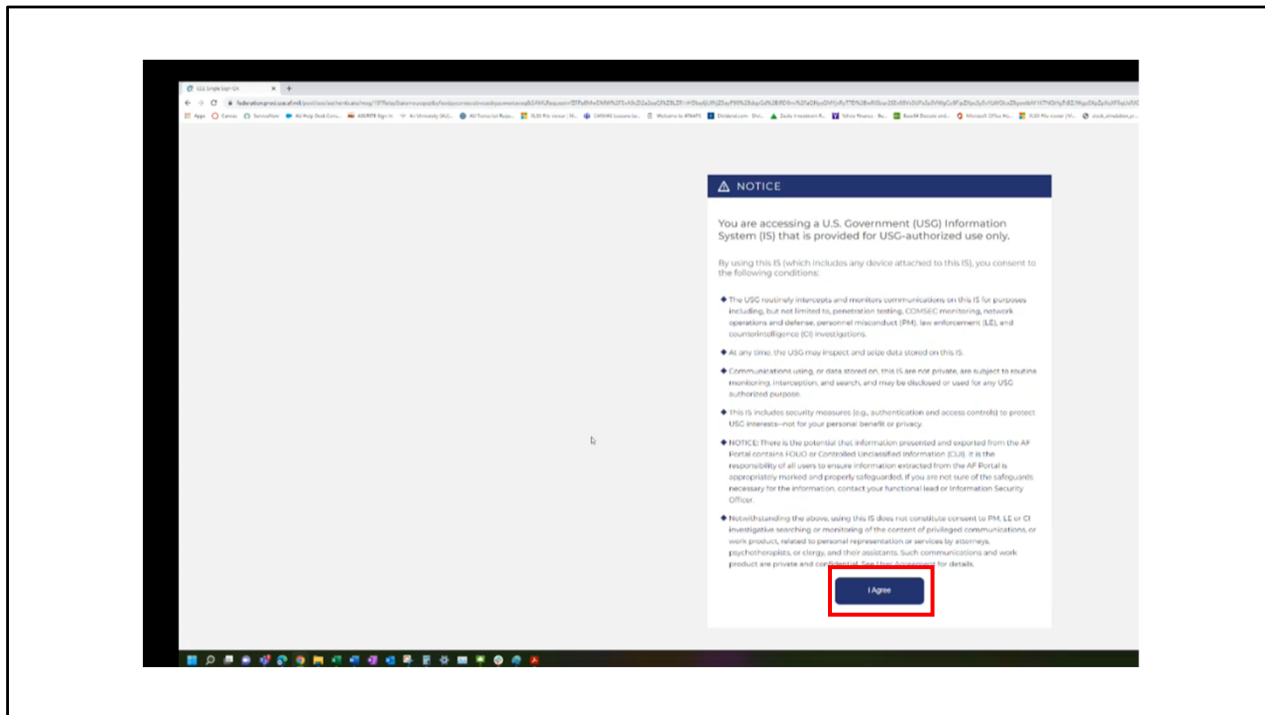 NOTICE
You are accessing a U.S. Government (USG) Information
System (IS) that is provided for USG-authorized use only.
By using this IS (which includes any device attached to this IS), you consent to
the following conditions:
The USG routinely intercepts and monitors communications on this IS for purposes
including, but not limited to, penetration testing, COMSEC monitoring, network
operations and defense, personnel misconduct (PM), law enforcement (LE), and
counterintelligence (CI) investigations.
At any time, the USG may inspect and seize data stored on this IS.
Communications using, or data stored on, this IS are not private, are subject to routine
monitoring, interception, and search, and may be disclosed or used for any USG
authorized purpose.
This IS includes security measures (e.g., authentication and access controls) to protect
USG interests--not for your personal benefit or privacy.
NOTICE: There is the potential that information presented and exported from the AF
Portal contains FOUO or Controlled Unclassified Information (CUI). It is the
responsibility of all users to ensure information extracted from the AF Portal is
appropriately marked and properly safeguarded. If you are not sure of the safeguards
necessary for the information, contact your functional lead or Information Security
Officer.
Notwithstanding the above, using this IS does not constitute consent to PM, LE or CI
investigative searching or monitoring of the content of privileged communications, or
work product, related to personal representation or services by attorneys,
psychotherapists, or clergy, and their assistants. Such communications and work
product are private and confidential. See User Agreement for details.
I Agree